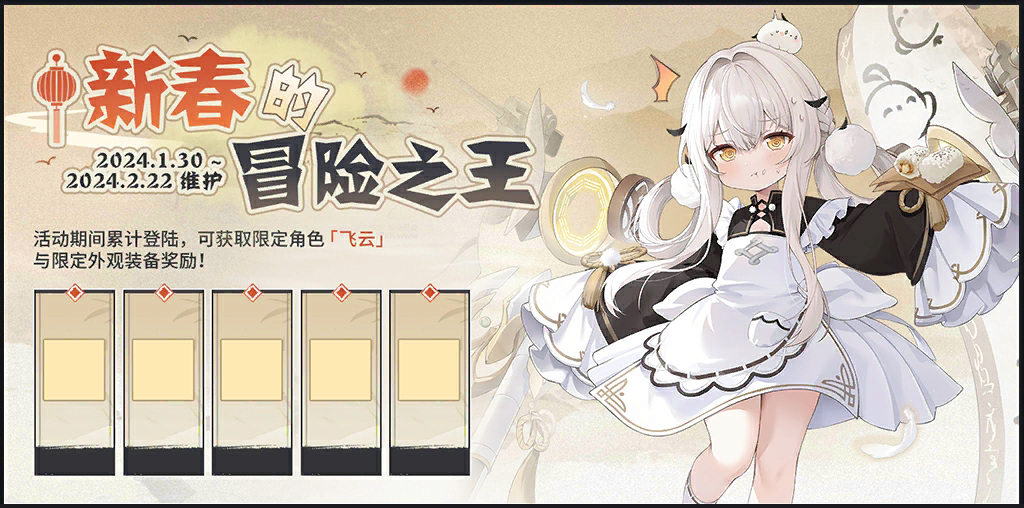 新春的
冒险之王
2024.1.30 ~
2024.2.22 维护
活动期间累计登陆，可获取限定角色「飞云」
与限定外观装备奖励！